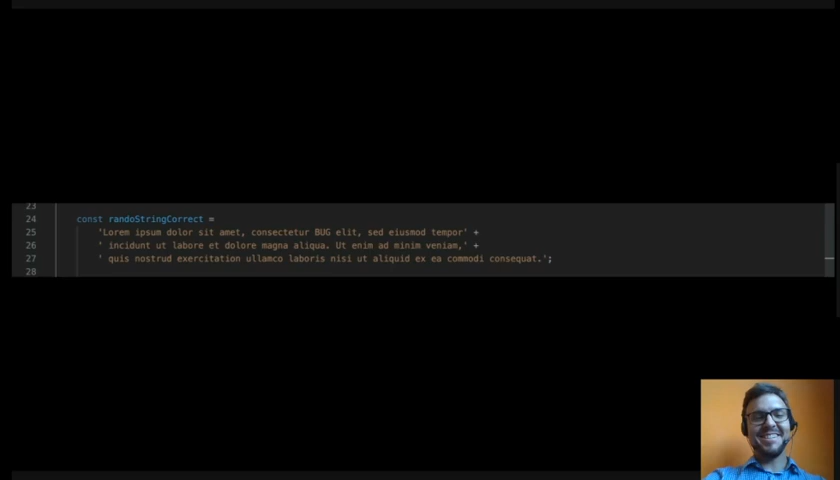 23
24 const randoStringCorrect =
25 'Lorem ipsum dolor sit amet, consectetur BUG elit, sed eiusmod tempor' +
26 ' incidunt ut labore et dolore magna aliqua. Ut enim ad minim veniam,' +
27 ' quis nostrud exercitation ullamco laboris nisi ut aliquid ex ea commodi consequat.';
28